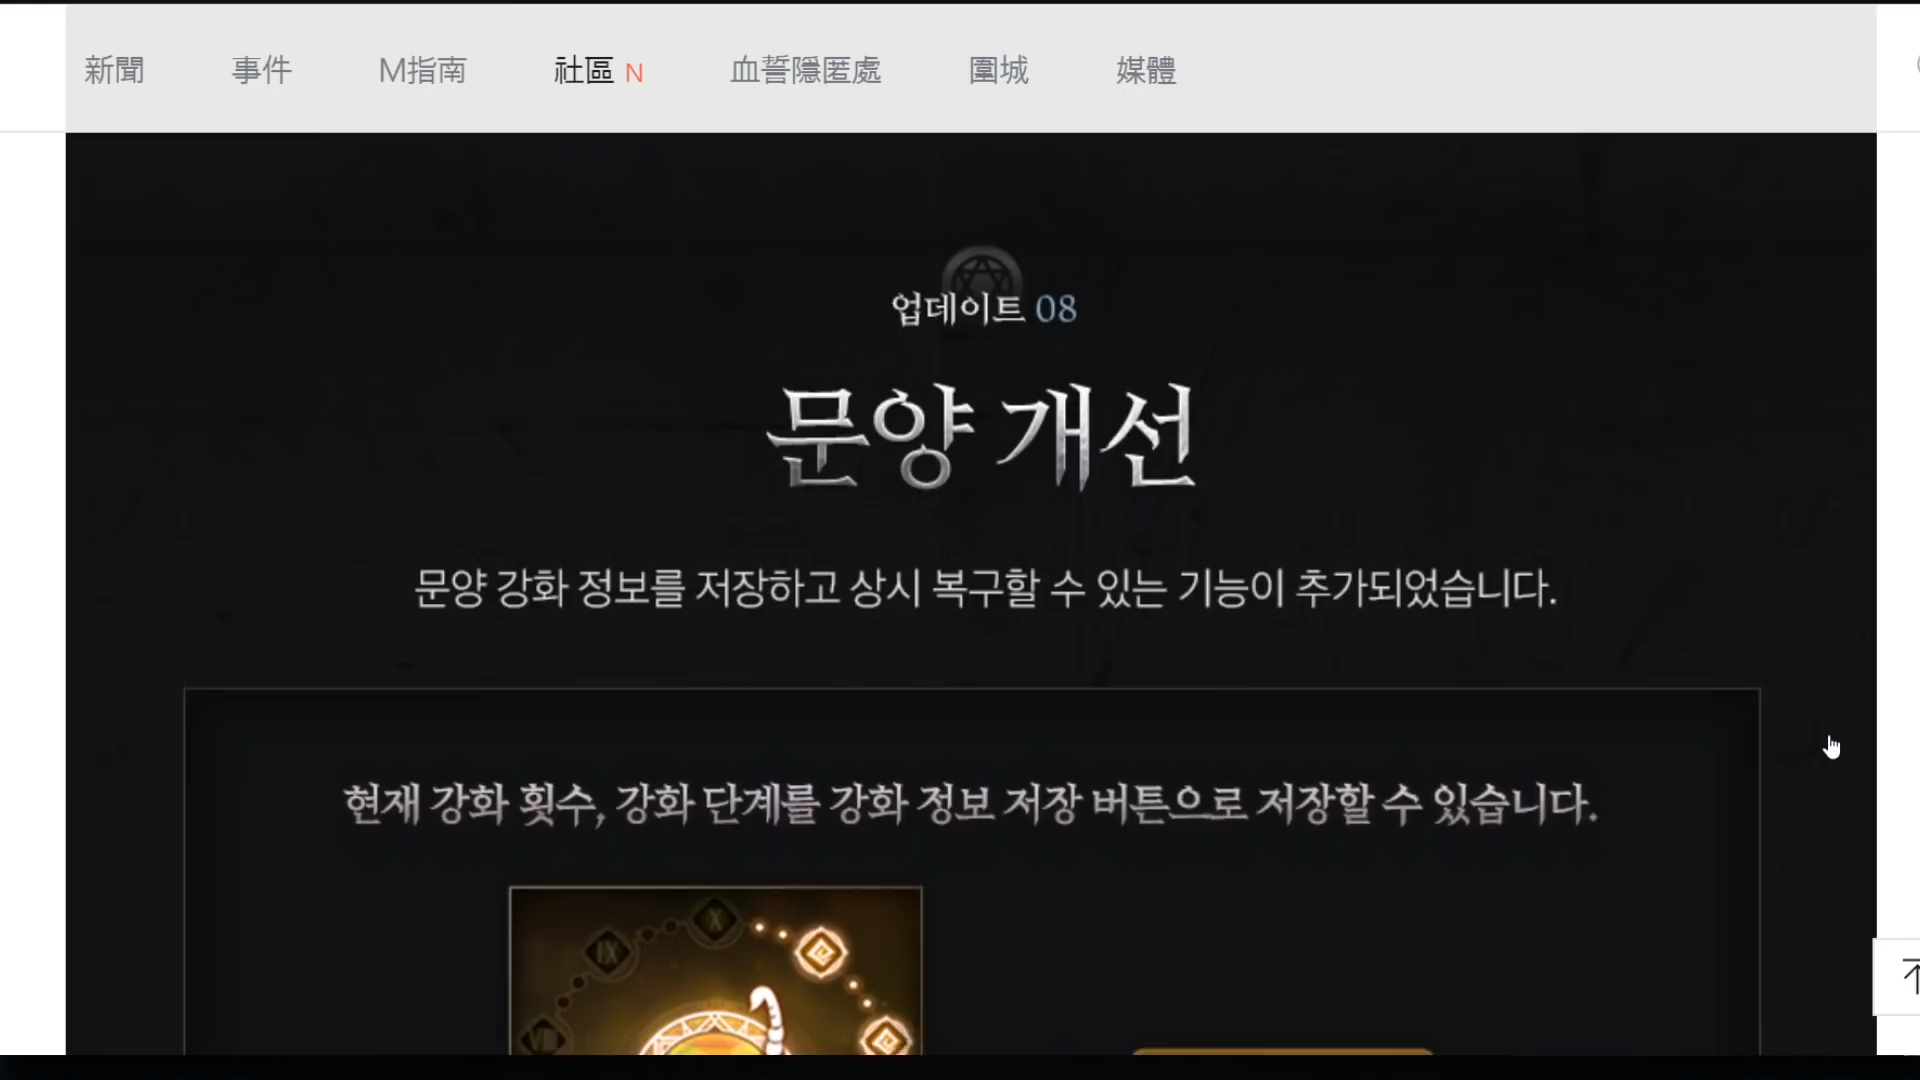 新聞 事件 M指南 社區 N 血誓隱匿處 圍城 媒體
업데이트 08
문양 개선
문양 강화 정보를 저장하고 상시 복구할 수 있는 기능이 추가되었습니다.
현재 강화 횟수, 강화 단계를 강화 정보 저장 버튼으로 저장할 수 있습니다.
X
IX